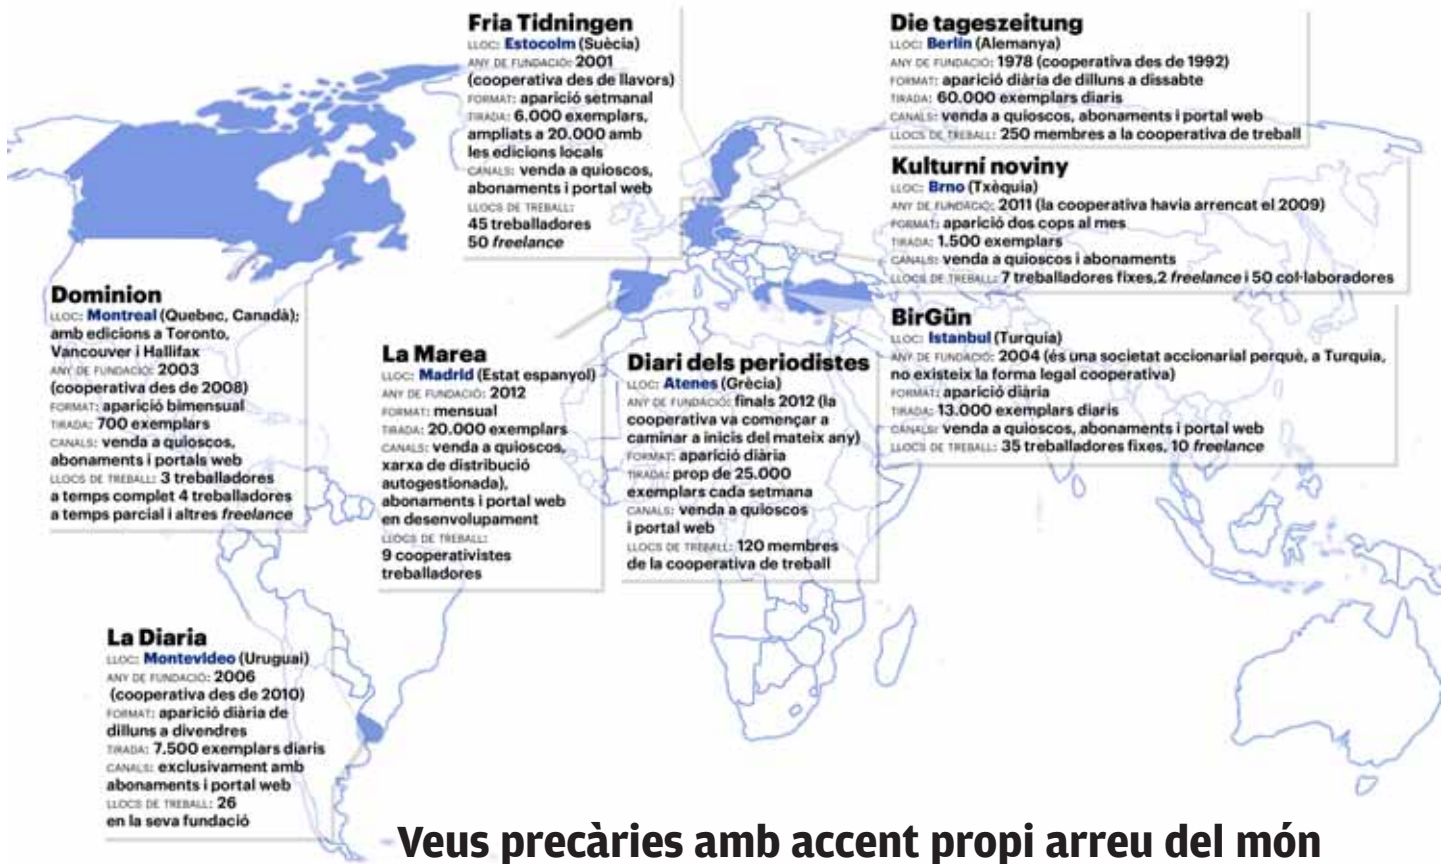 Fria Tidningen
LLOC: Estocolm (Suècia)
ANY DE FUNDACIÓ: 2001
(cooperativa des de llavors)
FORMAT: aparició setmanal
TIRADA: 6.000 exemplars,
ampliats a 20.000 amb
les edicions locals
CANALS: venda a quioscos,
abonaments i portal web
LLOCS DE TREBALL:
45 treballadors
50 freelance
Die tageszeitung
LLOC: Berlín (Alemanya)
ANY DE FUNDACIÓ: 1978 (cooperativa des de 1992)
FORMAT: aparició diària de dilluns a dissabte
TIRADA: 60.000 exemplars diaris
CANALS: venda a quioscos, abonaments i portal web
LLOCS DE TREBALL: 250 membres a la cooperativa de treball
Kulturní noviny
LLOC: Brno (Txèquia)
ANY DE FUNDACIÓ: 2011 (la cooperativa havia arrencat el 2009)
FORMAT: aparició dos cops al mes
TIRADA: 1.500 exemplars
CANALS: venda a quioscos i abonaments
LLOCS DE TREBALL: 7 treballadors fixes,2 freelance i 50 col·laboradores
Dominion
LLOC: Montreal (Quebec, Canadà);
amb edicions a Toronto,
Vancouver i Hallifax
ANY DE FUNDACIÓ: 2003
(cooperativa des de 2008)
FORMAT: aparició bimensual
TIRADA: 700 exemplars
CANALS: venda a quioscos,
abonaments i portals web
LLOCS DE TREBALL: 3 treballadors
a temps complet 4 treballadors
a temps parcial i altres freelance
La Marea
LLOC: Madrid (Estat espanyol)
ANY DE FUNDACIÓ: 2012
FORMAT: mensual
TIRADA: 20.000 exemplars
CANALS: venda a quioscos,
xarxa de distribució
autogestionada),
abonaments i portal web
en desenvolupament
LLOCS DE TREBALL:
9 cooperativistes
treballadores
Diari dels periodistes
LLOC: Atenes (Grècia)
ANY DE FUNDACIÓ: finals 2012 (la
cooperativa va començar a
caminar a inicis del mateix any)
FORMAT: aparició diària
TIRADA: prop de 25.000
exemplars cada setmana
CANALS: venda a quioscos
i portal web
LLOCS DE TREBALL: 120 membres
de la cooperativa de treball
BirGün
LLOC: Istanbul (Turquia)
ANY DE FUNDACIÓ: 2004 (és una societat accionarial perquè, a Turquia,
no existeix la forma legal cooperativa)
FORMAT: aparició diària
TIRADA: 13.000 exemplars diaris
CANALS: venda a quioscos, abonaments i portal web
LLOCS DE TREBALL: 35 treballadores fixes, 10 freelance
La Diaria
LLOC: Montevideo (Uruguai)
ANY DE FUNDACIÓ: 2006
(cooperativa des de 2010)
FORMAT: aparició diària de
dilluns a divendres
TIRADA: 7.500 exemplars diaris
CANALS: exclusivament amb
abonaments i portal web
LLOCS DE TREBALL: 26
en la seva fundació
Veus precàries amb accent propi arreu del món